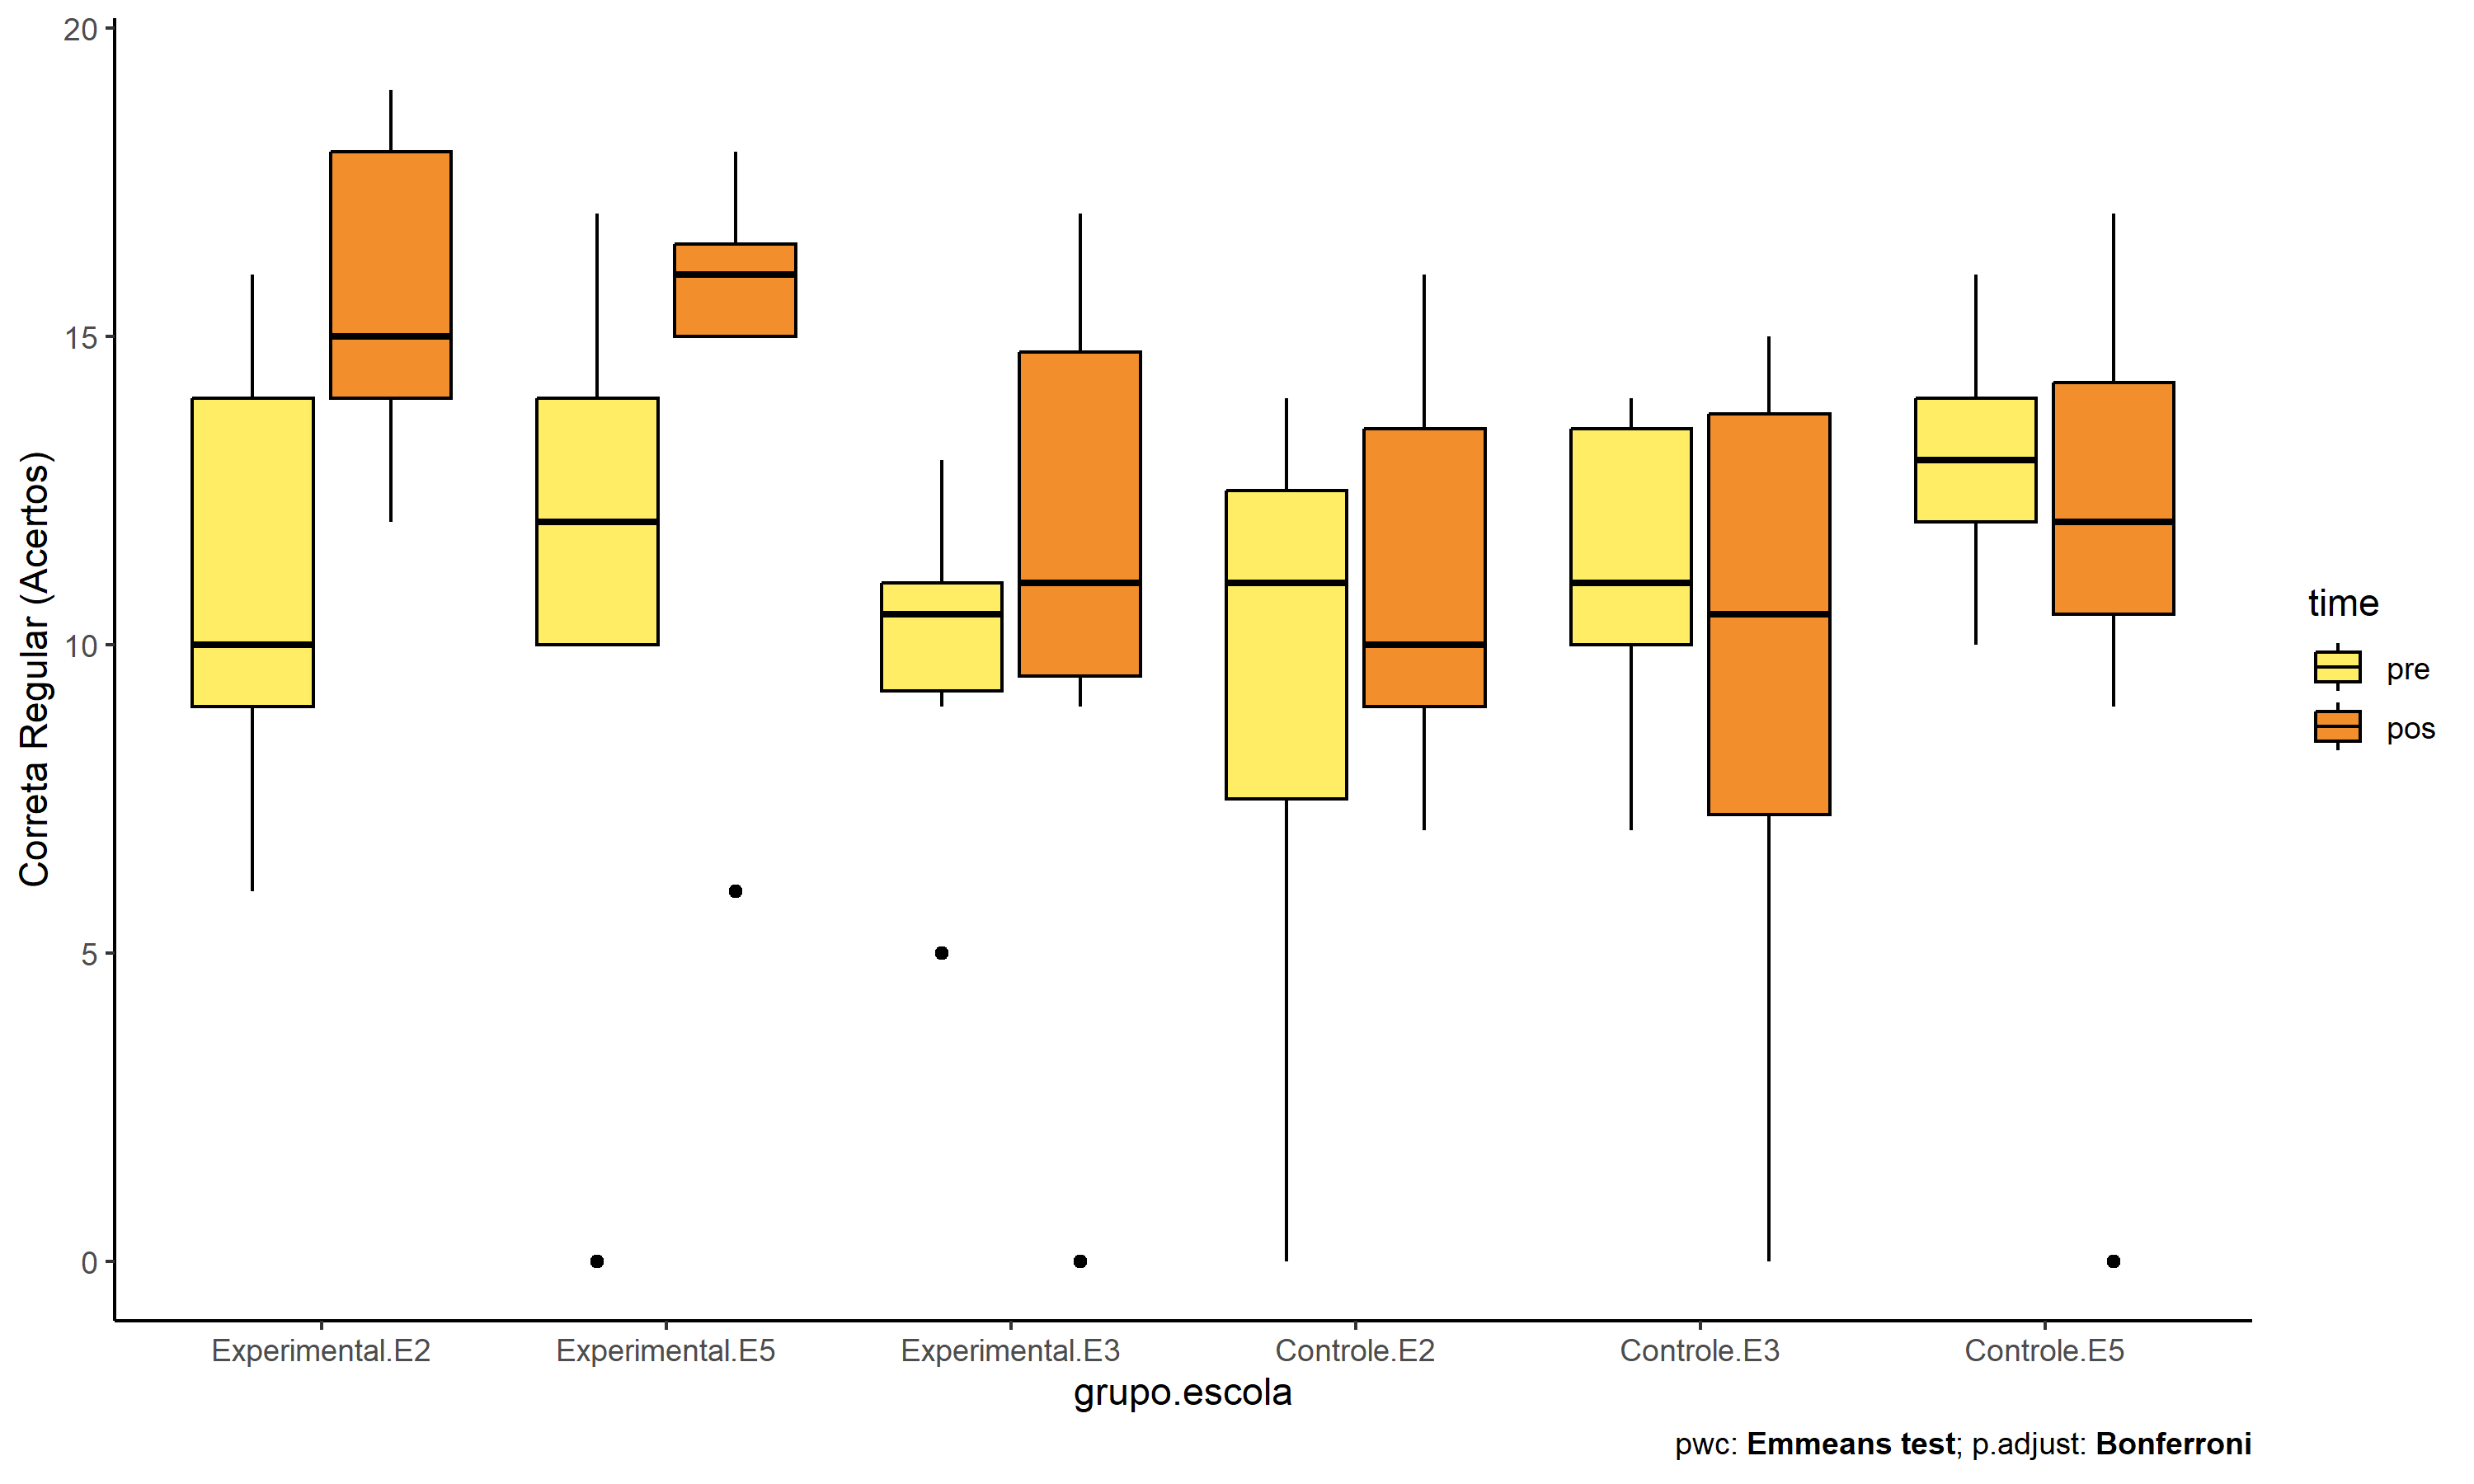 20
15
10
5
0
Correta Regular (Acertos)
Experimental.E2
Experimental.E5
Experimental.E3
Controle.E2
Controle.E3
Controle.E5
grupo.escola
time
pre
pos
pwc: Emmeans test; p.adjust: Bonferroni